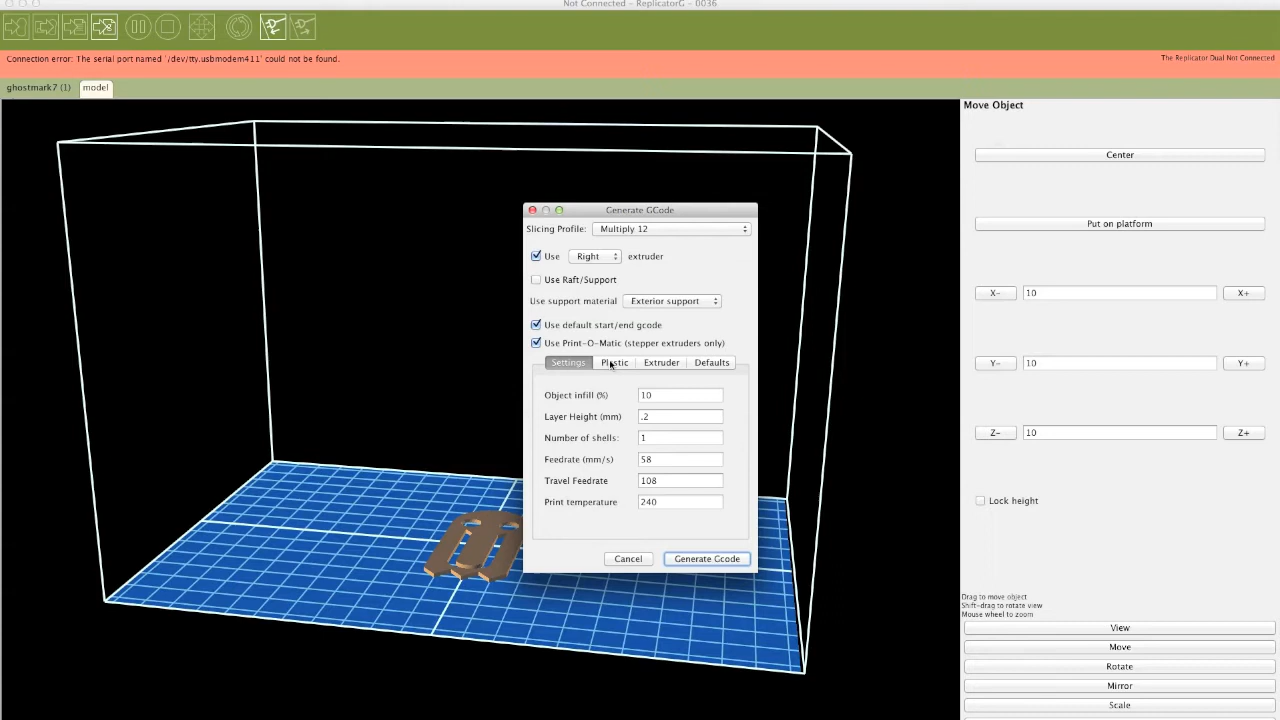 Not Connected - ReplicatorG - 0036
Connection error: The serial port named '/dev/tty.usbmodem411' could not be found.
The Replicator Dual Not Connected
ghostmark7 (1)
model
Move Object
Center
Put on platform
X-
10
X+
Y-
10
Y+
Z-
10
Z+
Lock height
Drag to move object
Shift-drag to rotate view
Mouse wheel to zoom
View
Move
Rotate
Mirror
Scale
Generate GCode
Slicing Profile: Multiply 12
Use Right extruder
Use Raft/Support
Use support material Exterior support
Use default start/end gcode
Use Print-O-Matic (stepper extruders only)
Settings Plastic Extruder Defaults
Object infill (%) 10
Layer Height (mm) .2
Number of shells: 1
Feedrate (mm/s) 58
Travel Feedrate 108
Print temperature 240
Cancel Generate Gcode